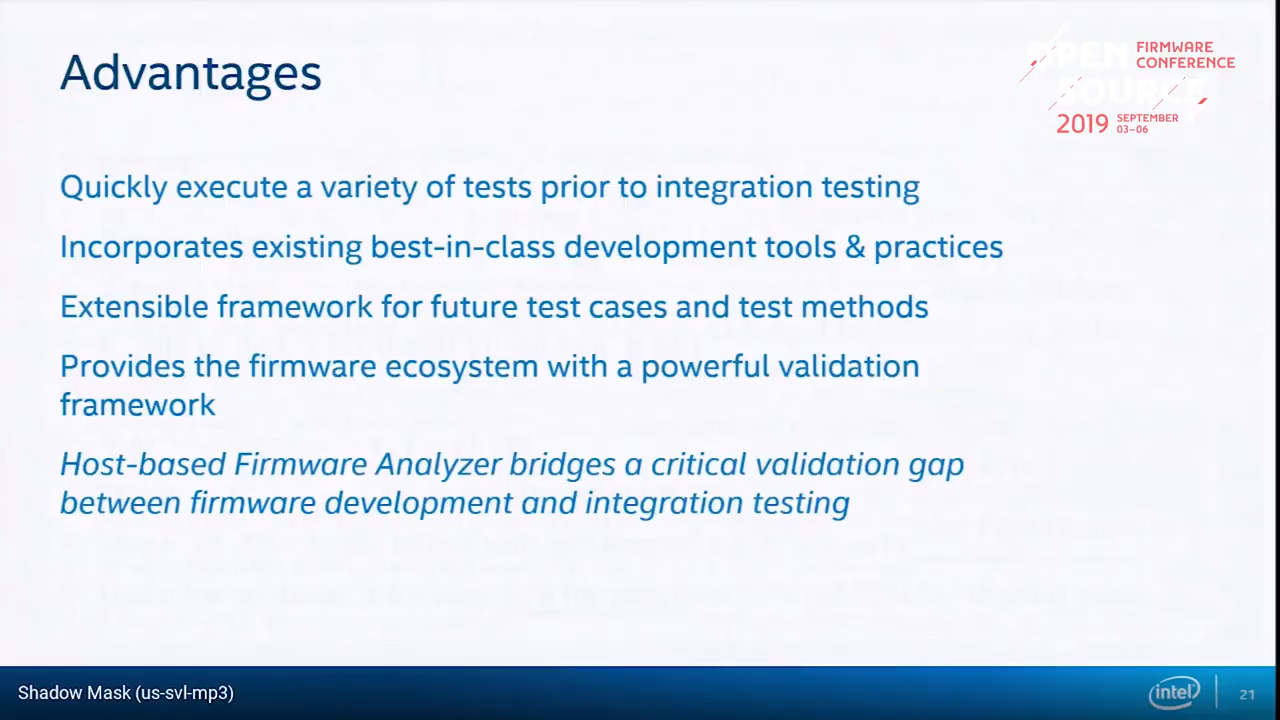 Advantages
OPEN SOURCE
FIRMWARE
CONFERENCE
2019
SEPTEMBER
03–06
Quickly execute a variety of tests prior to integration testing
Incorporates existing best-in-class development tools & practices
Extensible framework for future test cases and test methods
Provides the firmware ecosystem with a powerful validation
framework
Host-based Firmware Analyzer bridges a critical validation gap
between firmware development and integration testing
Shadow Mask (us-svl-mp3)
intel
21